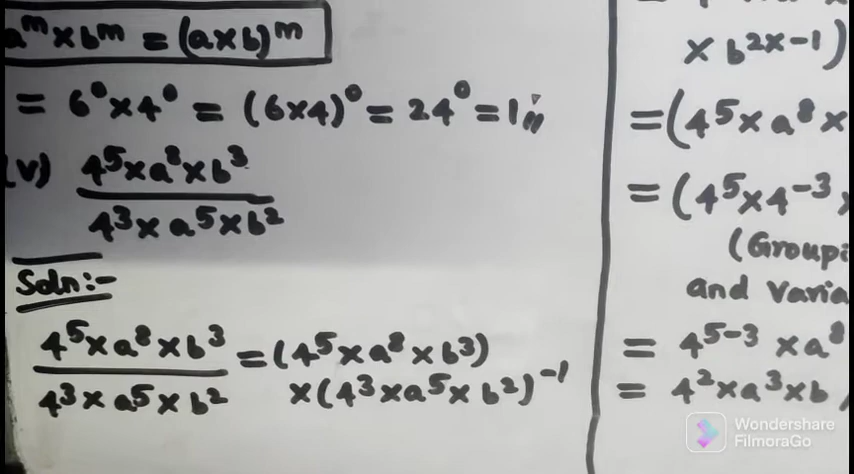 a^m × b^m = (a×b)^m
= 6^0 × 4^0 = (6×4)^0 = 24^0 = 1,,
(v) 4^5 × a^8 × b^3
4^3 × a^5 × b^2
Soln:-
4^5 × a^8 × b^3 = (4^5 × a^8 × b^3)
4^3 × a^5 × b^2 × (4^3 × a^5 × b^2)^-1
× b^2x-1)
= (4^5 × a^8 ×
= (4^5 × 4^-3
(Groupi
and Varia
= 4^5-3 × a^8
= 4^2 × a^3 × b
Wondershare
FilmoraGo